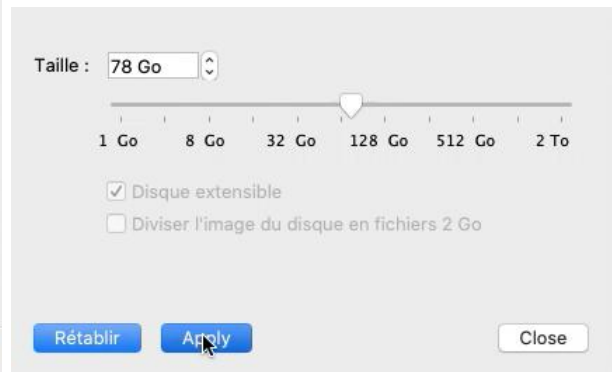 Taille : 78 Go
1 Go 8 Go 32 Go 128 Go 512 Go 2 To
Disque extensible
Diviser l'image du disque en fichiers 2 Go
Rétablir Apply Close